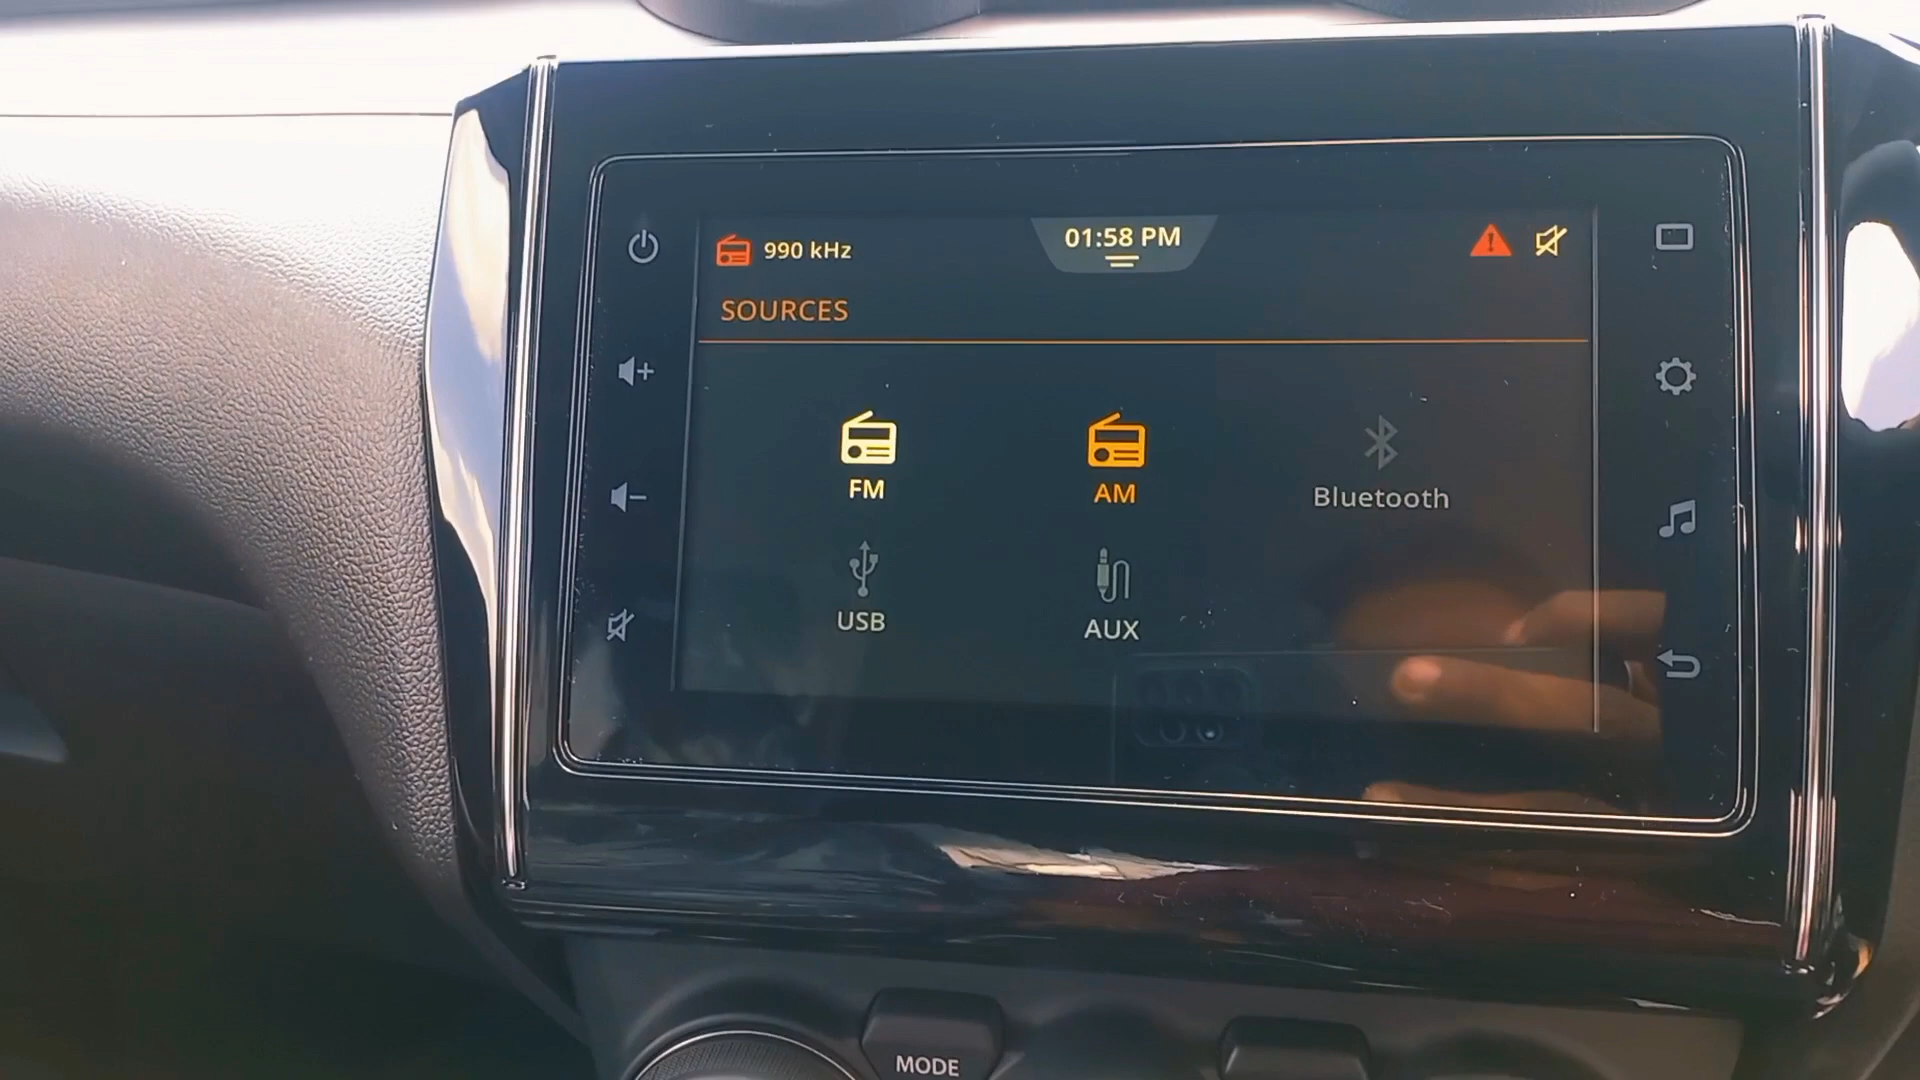 990 kHz
01:58 PM
SOURCES
FM
AM
Bluetooth
USB
AUX
MODE